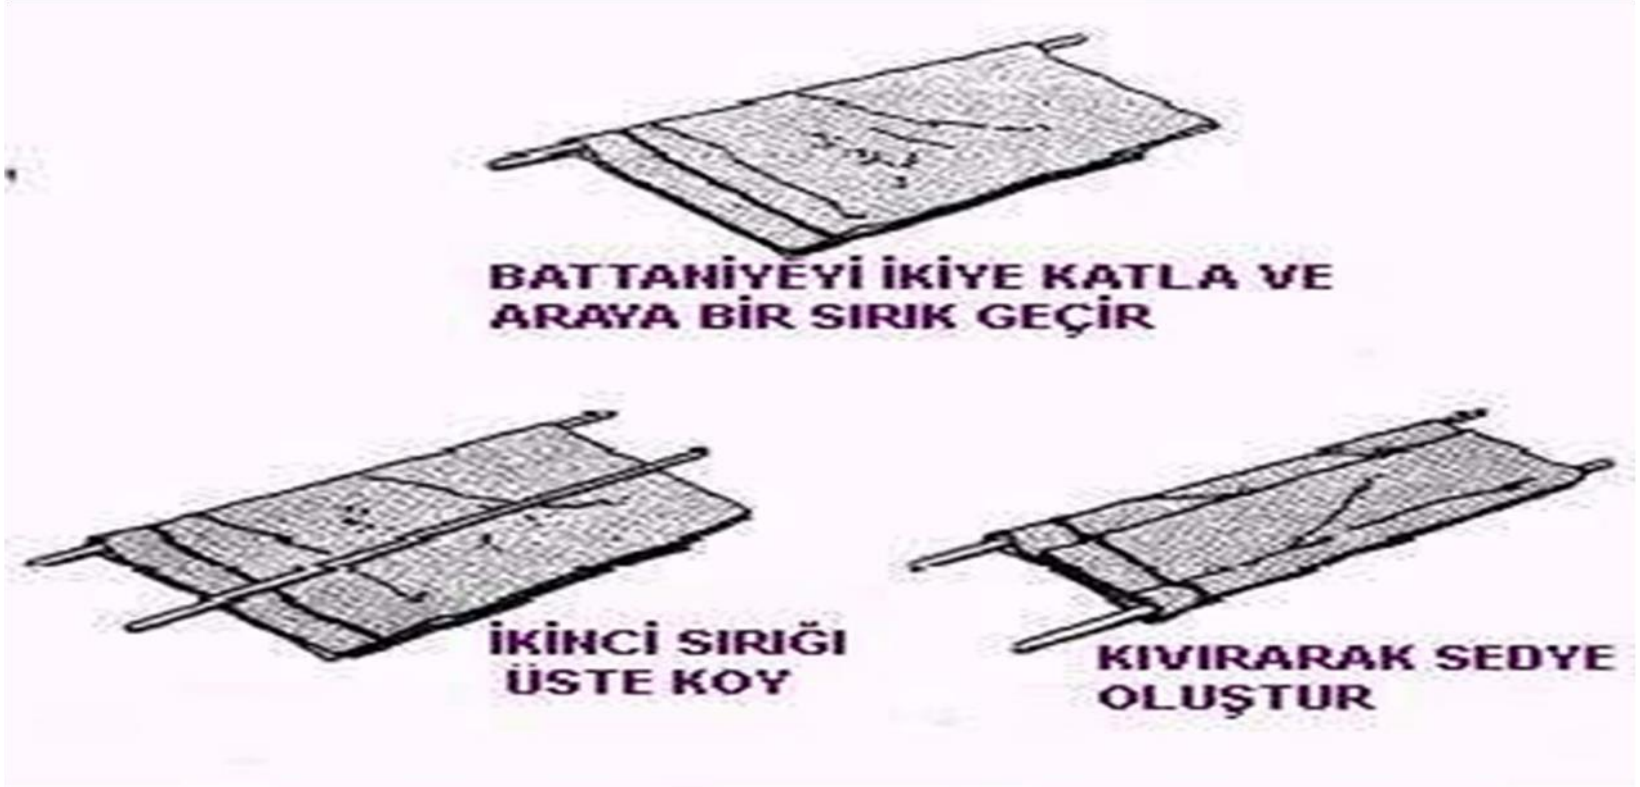 BATTANİYEYİ İKİYE KATLA VE
ARAYA BİR SIRIK GEÇİR
İKİNCİ SIRIĞI
ÜSTE KOY
KIVIRARAK SEDYE
OLUŞTUR